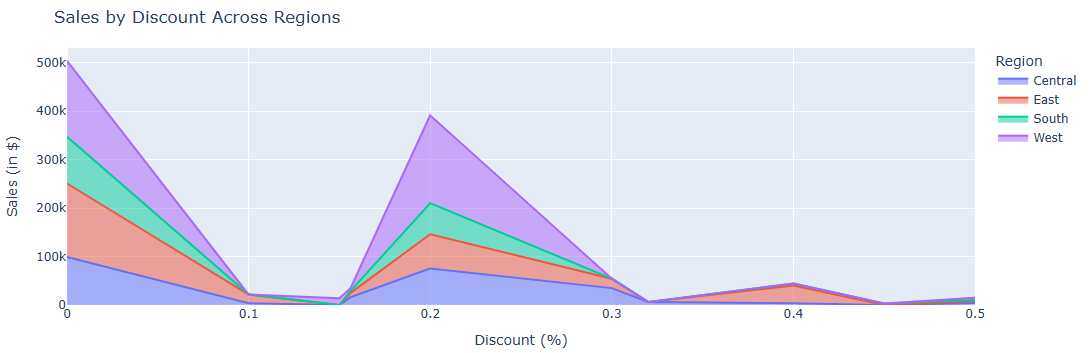 Sales by Discount Across Regions
Region
Central
East
South
West
Sales (in $)
500k
400k
300k
200k
100k
0
0
0.1
0.2
0.3
0.4
0.5
Discount (%)